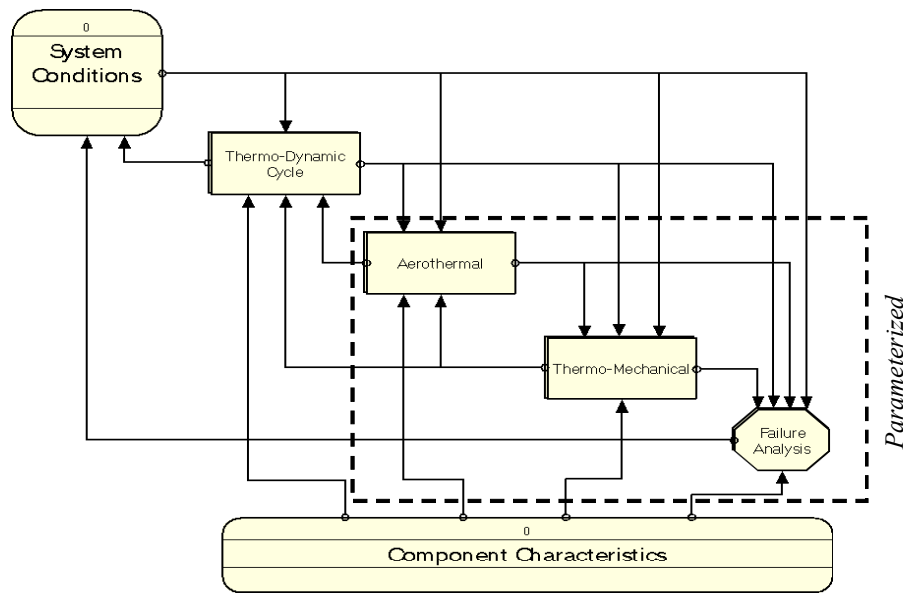 0
System
Conditions
Thermo-Dynamic
Cycle
Aerothermal
Thermo-Mechanical
Failure
Analysis
Parameterized
0
Component Characteristics